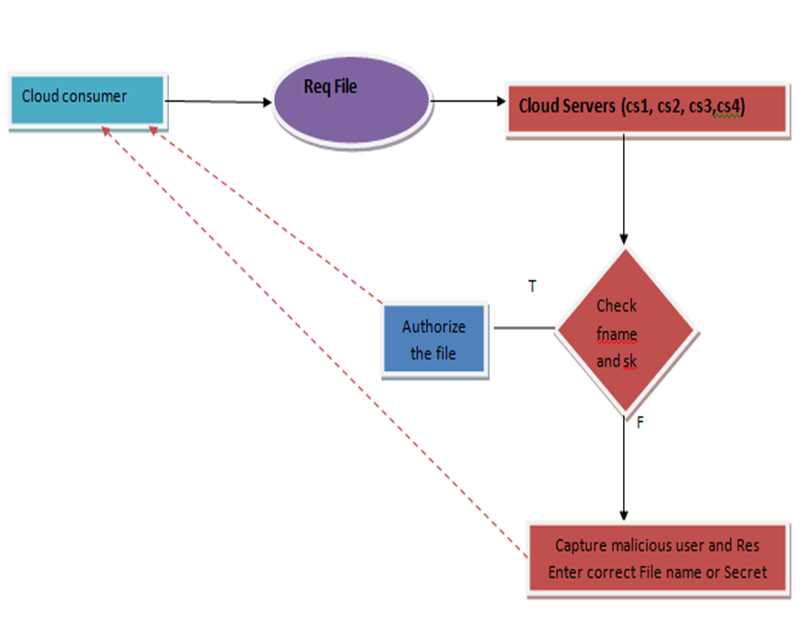 Cloud consumer
Req File
Cloud Servers (cs1, cs2, cs3,cs4)
T
Check
fname
and sk
Authorize
the file
F
Capture malicious user and Res
Enter correct File name or Secret